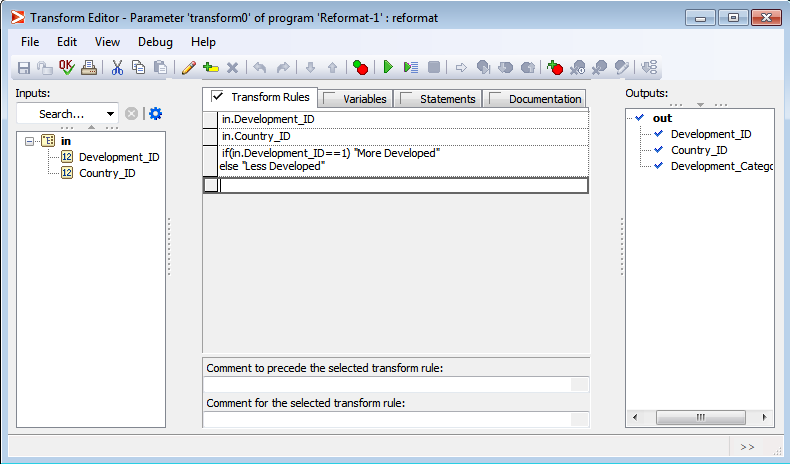 Transform Editor - Parameter 'transform0' of program 'Reformat-1' : reformat
File Edit View Debug Help
OK
Inputs:
Search...
in
12 Development_ID
12 Country_ID
Transform Rules Variables Statements Documentation
in.Development_ID
in.Country_ID
if(in.Development_ID==1) "More Developed"
else "Less Developed"
Comment to precede the selected transform rule:
Comment for the selected transform rule:
Outputs:
out
Development_ID
Country_ID
Development_Catego
>>